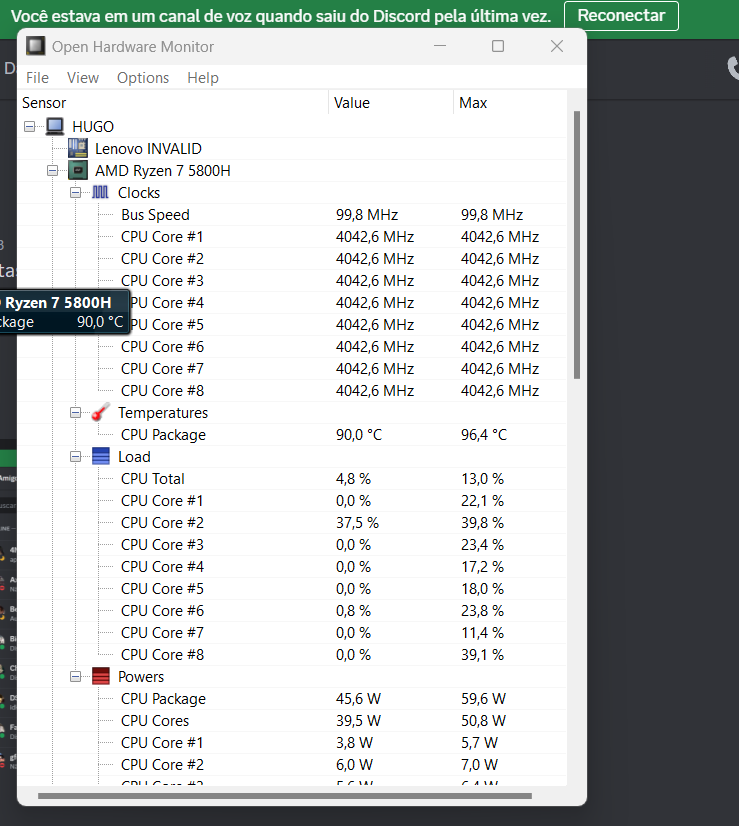 Você estava em um canal de voz quando saiu do Discord pela última vez. Reconectar
Open Hardware Monitor
File View Options Help
Sensor Value Max
HUGO
Lenovo INVALID
AMD Ryzen 7 5800H
Clocks
Bus Speed 99,8 MHz 99,8 MHz
CPU Core #1 4042,6 MHz 4042,6 MHz
CPU Core #2 4042,6 MHz 4042,6 MHz
CPU Core #3 4042,6 MHz 4042,6 MHz
Ryzen 7 5800H
CPU Core #4 4042,6 MHz 4042,6 MHz
ckage 90,0 °C
CPU Core #5 4042,6 MHz 4042,6 MHz
CPU Core #6 4042,6 MHz 4042,6 MHz
CPU Core #7 4042,6 MHz 4042,6 MHz
CPU Core #8 4042,6 MHz 4042,6 MHz
Temperatures
CPU Package 90,0 °C 96,4 °C
Load
CPU Total 4,8 % 13,0 %
CPU Core #1 0,0 % 22,1 %
CPU Core #2 37,5 % 39,8 %
CPU Core #3 0,0 % 23,4 %
CPU Core #4 0,0 % 17,2 %
CPU Core #5 0,0 % 18,0 %
CPU Core #6 0,8 % 23,8 %
CPU Core #7 0,0 % 11,4 %
CPU Core #8 0,0 % 39,1 %
Powers
CPU Package 45,6 W 59,6 W
CPU Cores 39,5 W 50,8 W
CPU Core #1 3,8 W 5,7 W
CPU Core #2 6,0 W 7,0 W